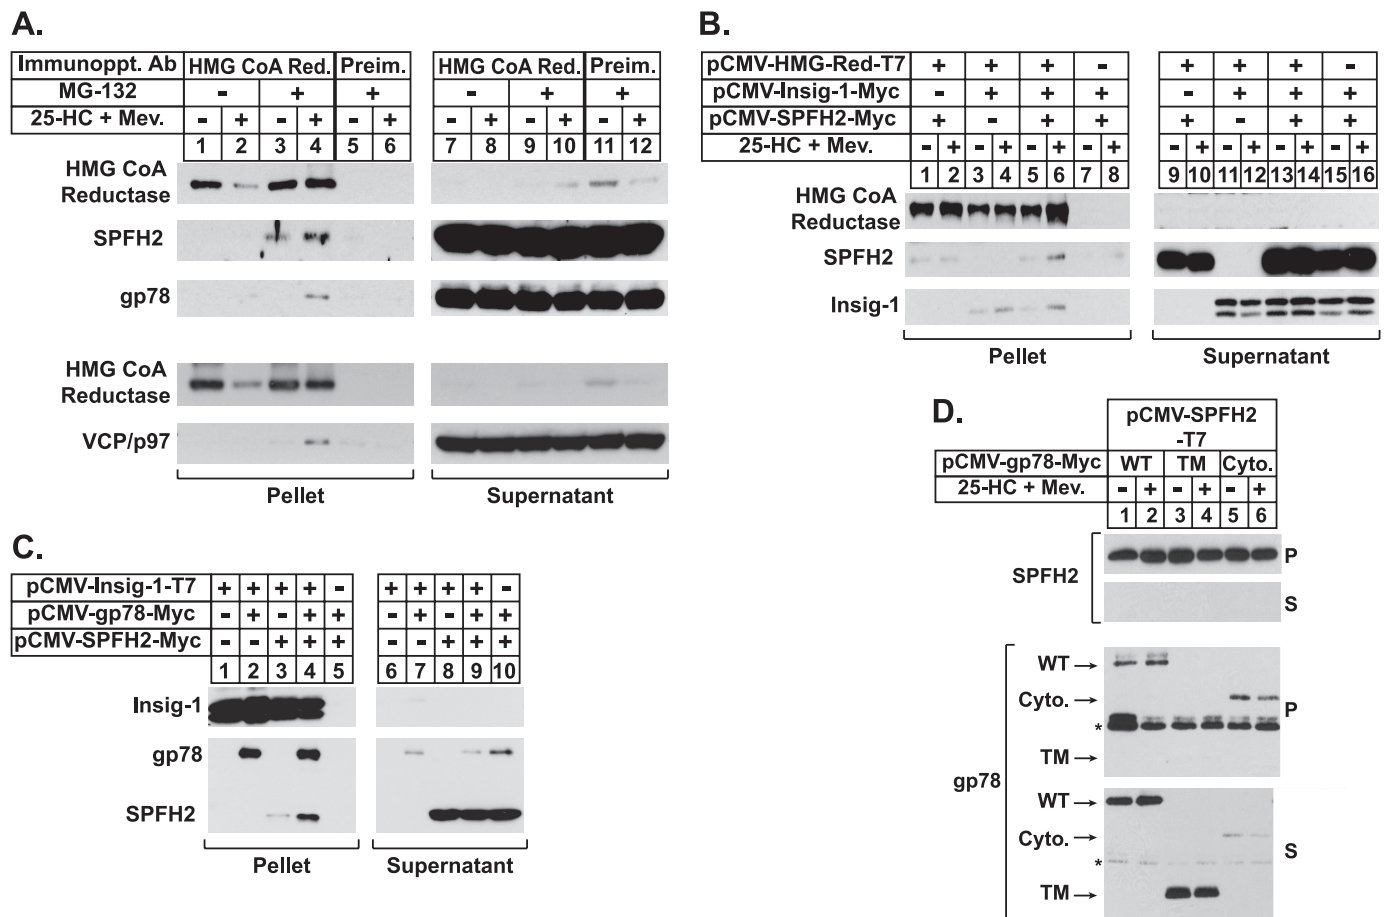 A.
Immunoppt. Ab HMG CoA Red. Preim. HMG CoA Red. Preim.
MG-132 - + + - + +
25-HC + Mev. - + - + - + - + - + - +
1 2 3 4 5 6 7 8 9 10 11 12
HMG CoA
Reductase
SPFH2
gp78
HMG CoA
Reductase
VCP/p97
Pellet Supernatant
B.
pCMV-HMG-Red-T7 + + + - + + + -
pCMV-Insig-1-Myc - + + + - + + +
pCMV-SPFH2-Myc + - + + + - + +
25-HC + Mev. - + - + - + - + - + - + - + - +
1 2 3 4 5 6 7 8 9 10 11 12 13 14 15 16
HMG CoA
Reductase
SPFH2
Insig-1
Pellet Supernatant
C.
pCMV-Insig-1-T7 + + + + - + + + + -
pCMV-gp78-Myc - + - + + - + - + +
pCMV-SPFH2-Myc - - + + + - - + + +
1 2 3 4 5 6 7 8 9 10
Insig-1
gp78
SPFH2
Pellet Supernatant
D.
pCMV-SPFH2
-T7
pCMV-gp78-Myc WT TM Cyto.
25-HC + Mev. - + - + - +
1 2 3 4 5 6
SPFH2
P
S
gp78
WT
Cyto.
*
TM
P
WT
Cyto.
*
TM
S